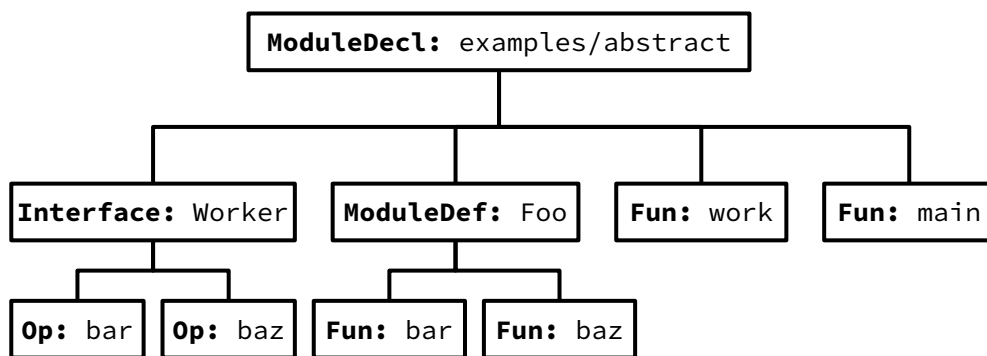 ModuleDecl: examples/abstract
Interface: Worker
ModuleDef: Foo
Fun: work
Fun: main
Op: bar
Op: baz
Fun: bar
Fun: baz